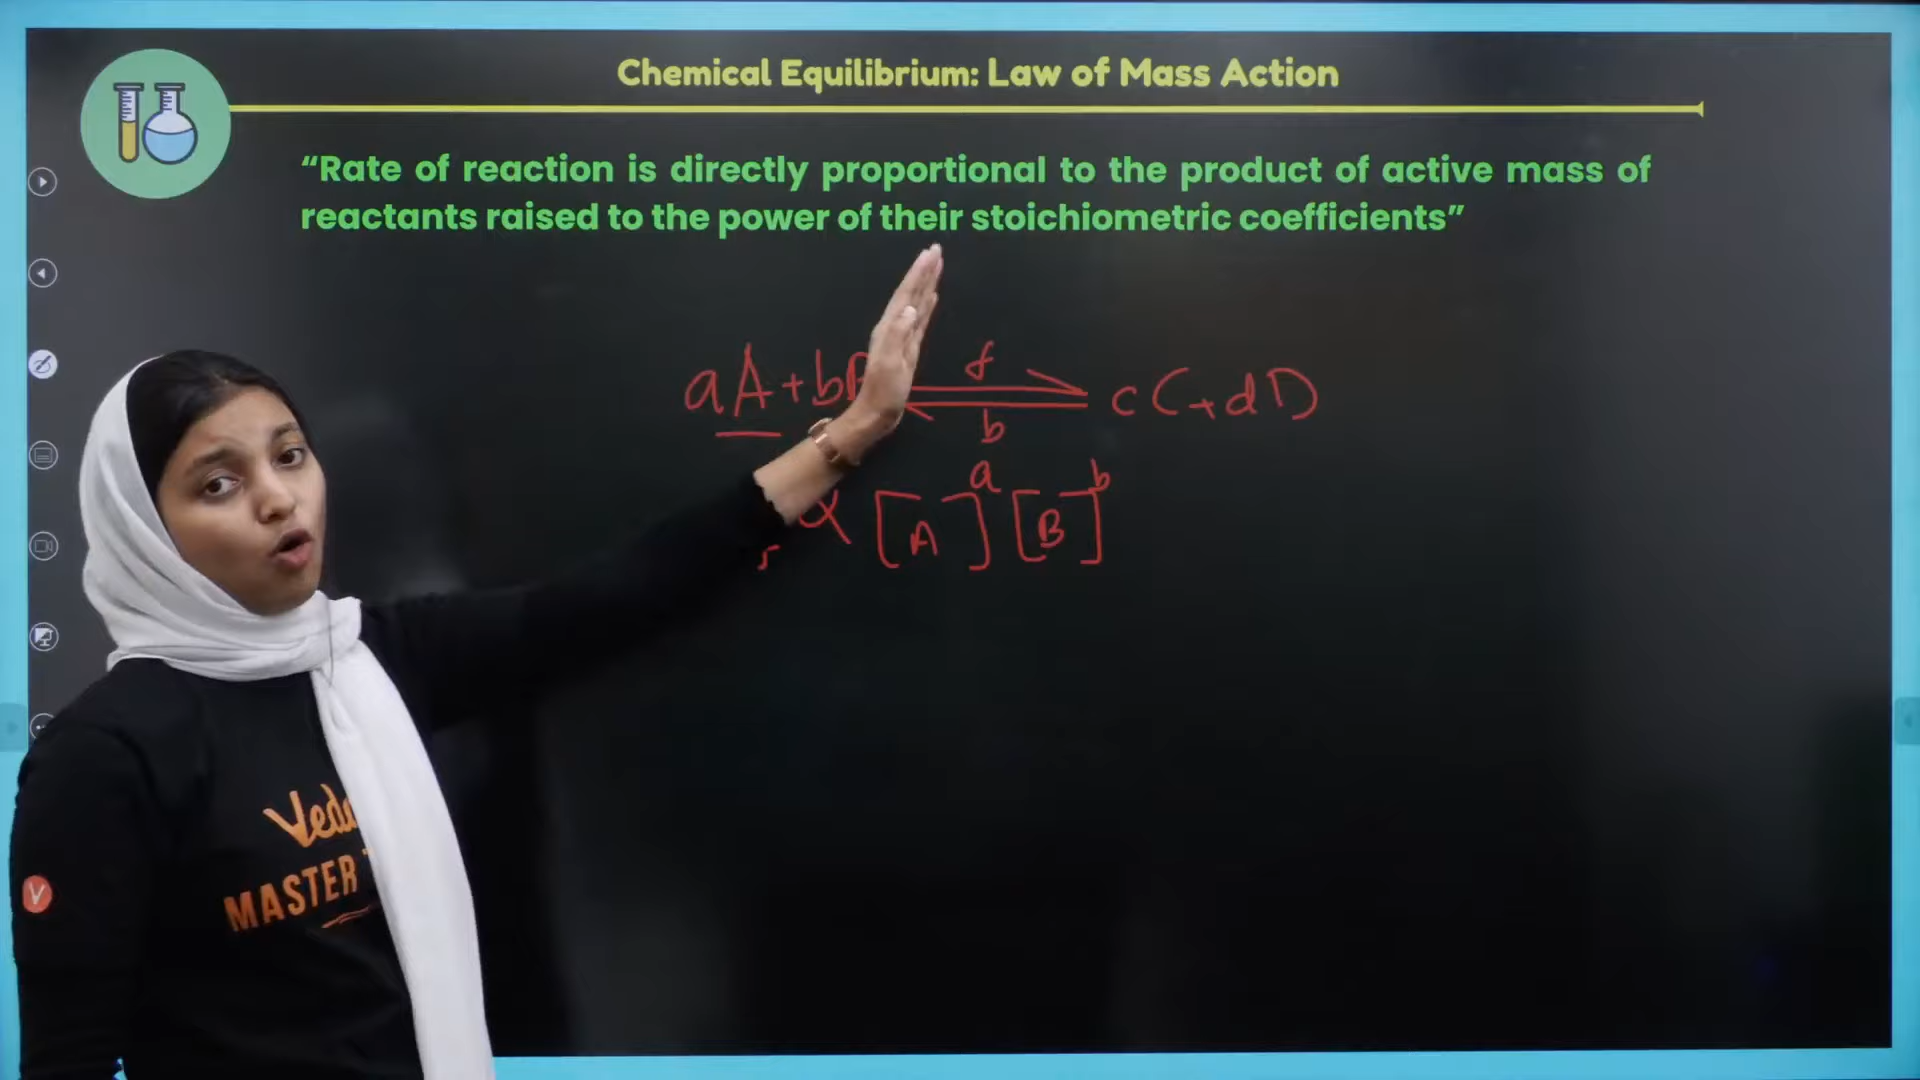 Chemical Equilibrium: Law of Mass Action
“Rate of reaction is directly proportional to the product of active mass of
reactants raised to the power of their stoichiometric coefficients”
f
aA + b ⇌ cC + dD
b
∝ [A]^a [B]^b
MASTER
V